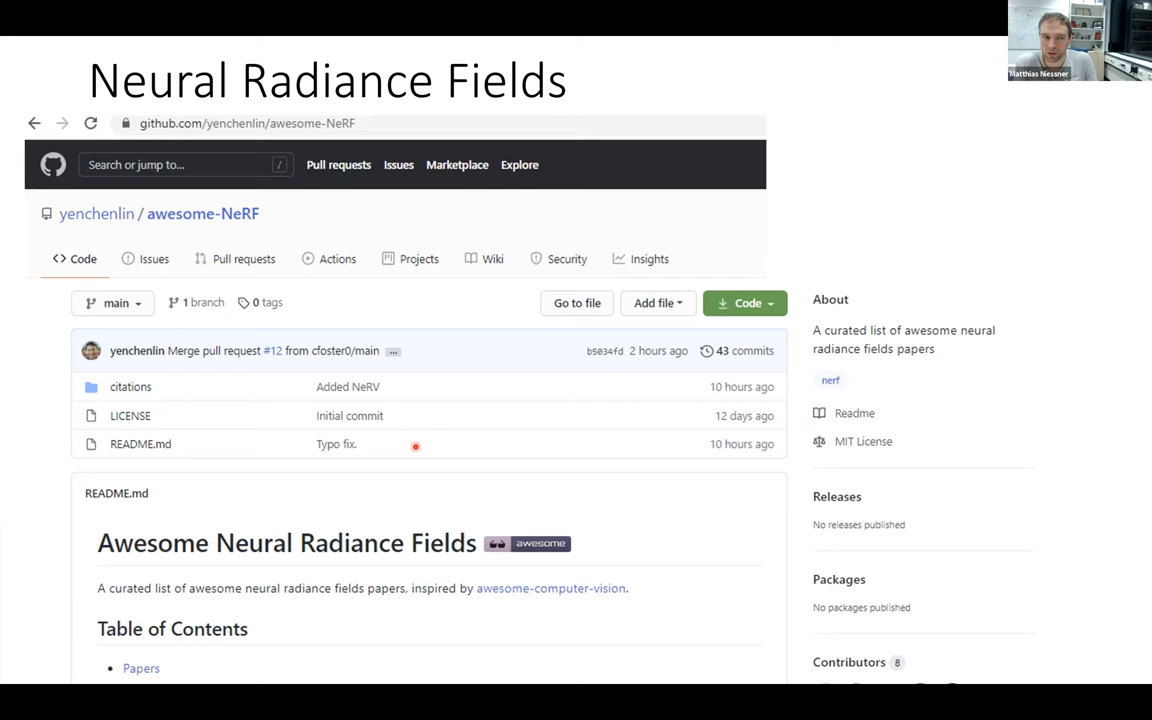 Neural Radiance Fields
Matthias Niessner
github.com/yenchenlin/awesome-NeRF
Search or jump to... / Pull requests Issues Marketplace Explore
yenchenlin / awesome-NeRF
Code Issues Pull requests Actions Projects Wiki Security Insights
main 1 branch 0 tags Go to file Add file Code
yenchenlin Merge pull request #12 from cfoster0/main ... b5034fd 2 hours ago 43 commits
citations Added NeRV 10 hours ago
LICENSE Initial commit 12 days ago
README.md Typo fix. 10 hours ago
README.md
Awesome Neural Radiance Fields awesome
A curated list of awesome neural radiance fields papers, inspired by awesome-computer-vision.
Table of Contents
• Papers
About
A curated list of awesome neural
radiance fields papers
nerf
Readme
MIT License
Releases
No releases published
Packages
No packages published
Contributors 8